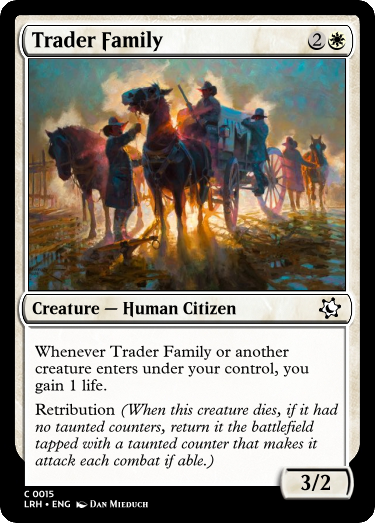 Trader Family 2
Creature — Human Citizen
Whenever Trader Family or another
creature enters under your control, you
gain 1 life.
Retribution (When this creature dies, if it had
no taunted counters, return it the battlefield
tapped with a taunted counter that makes it
attack each combat if able.)
3/2
C 0015
LRH • ENG Dan Mieduch